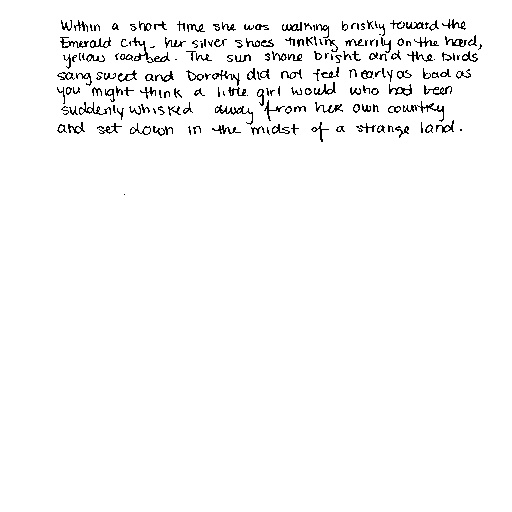 Within a short time she was walking briskly toward the
Emerald City, her silver shoes tinkling merrily on the hard,
yellow roadbed. The sun shone bright and the birds
sang sweet and Dorothy did not feel nearly as bad as
you might think a little girl would who had been
suddenly whisked away from her own country
and set down in the midst of a strange land.